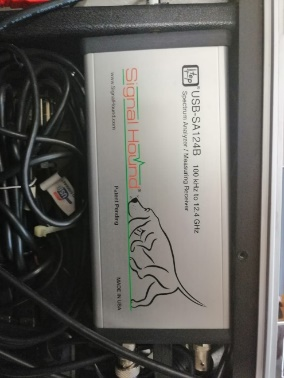 USB-SA124B 100 kHz to 12.4 GHz
Spectrum Analyzer / Measuring Receiver
Signal Hound®
www.SignalHound.com
Patent Pending
MADE IN USA